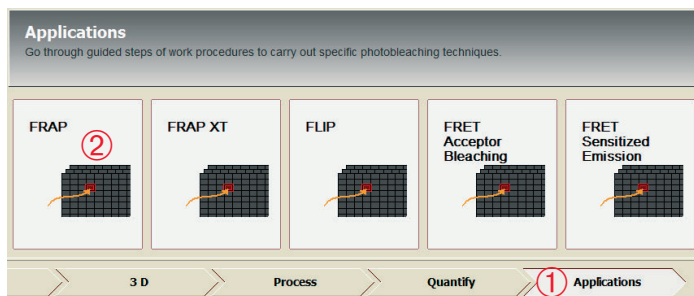 Applications
Go through guided steps of work procedures to carry out specific photobleaching techniques.
FRAP
②
FRAP XT
FLIP
FRET
Acceptor
Bleaching
FRET
Sensitized
Emission
3 D
Process
Quantify
① Applications